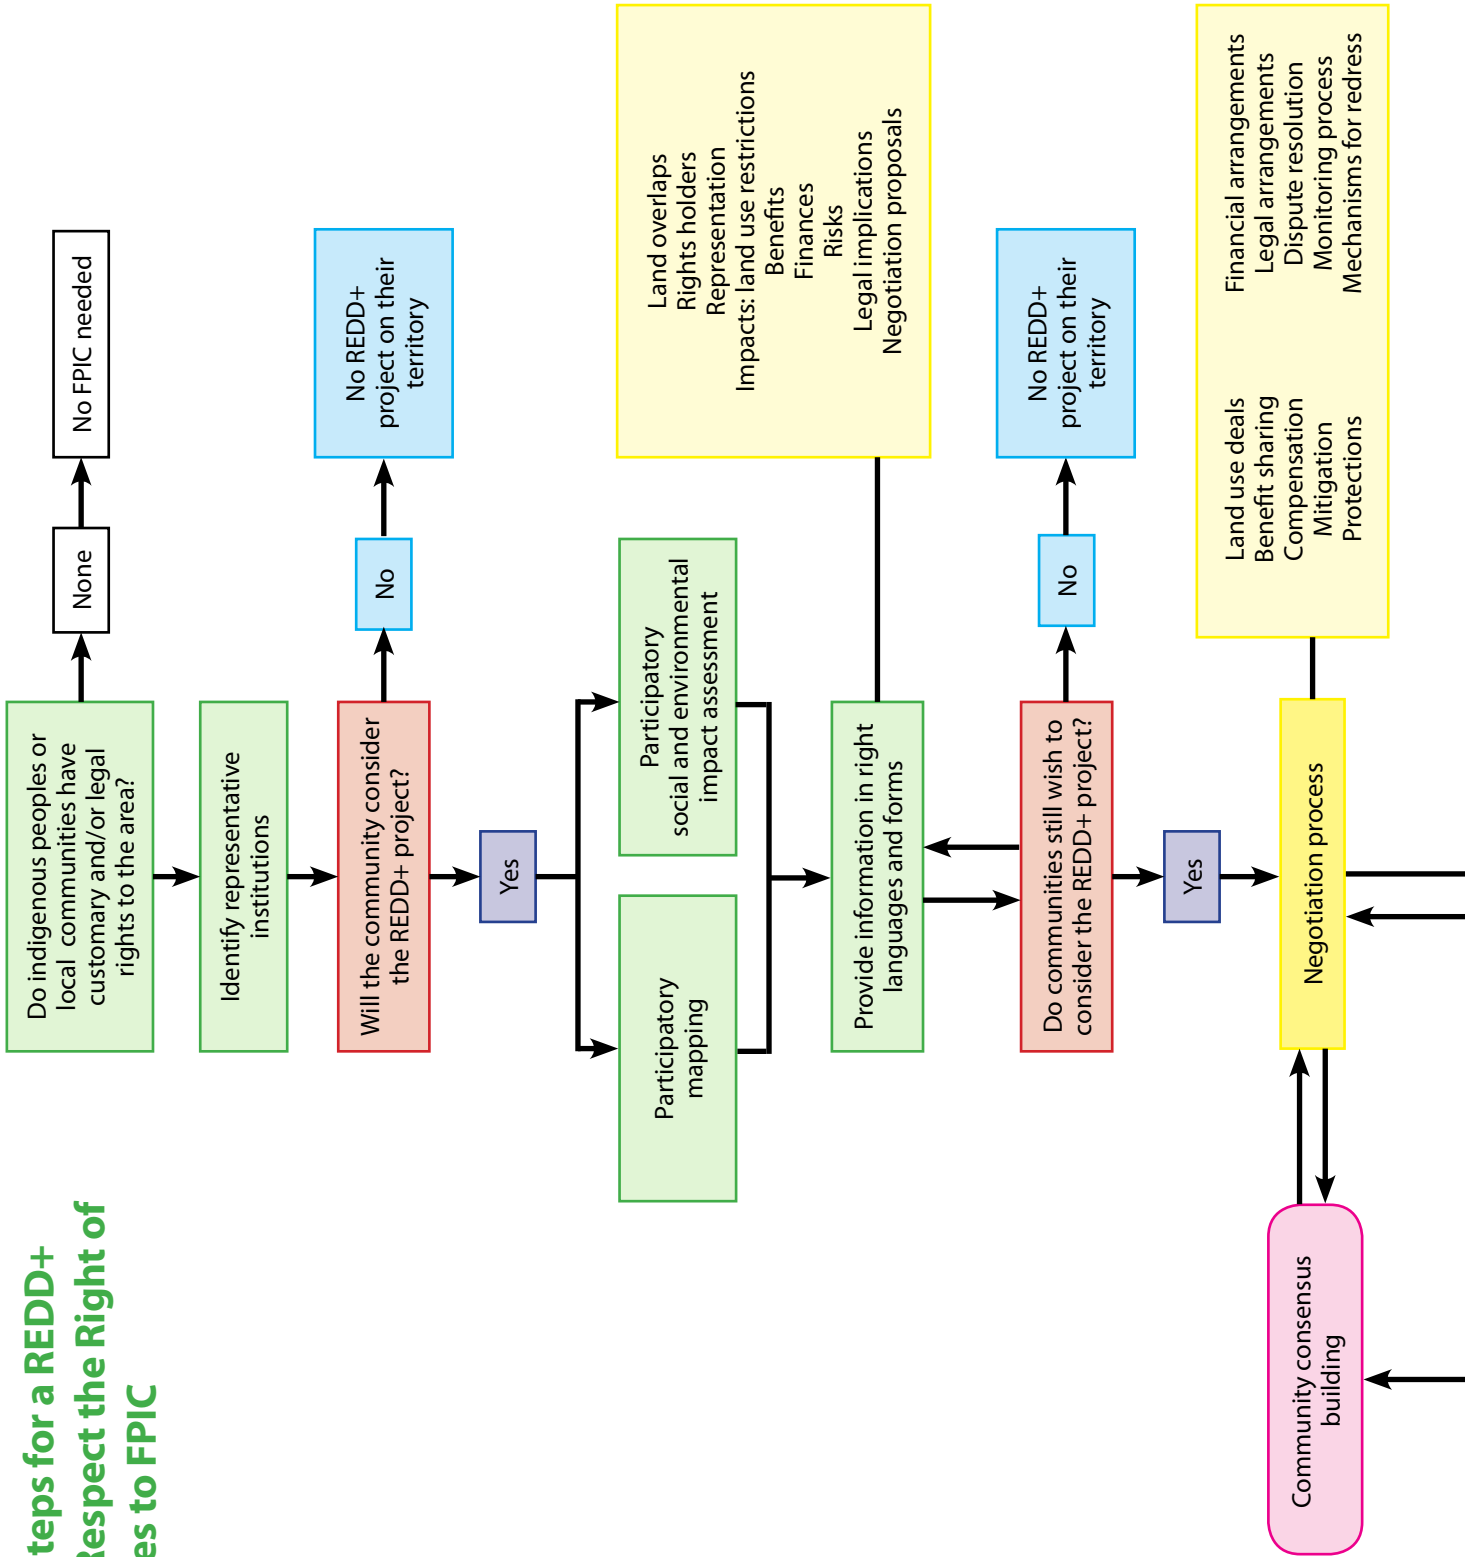 teps for a REDD+
Respect the Right of
es to FPIC
Do indigenous peoples or
local communities have
customary and/or legal
rights to the area?
None
No FPIC needed
Identify representative
institutions
Will the community consider
the REDD+ project?
No
No REDD+
project on their
territory
Yes
Participatory
mapping
Participatory
social and environmental
impact assessment
Land overlaps
Rights holders
Representation
Impacts: land use restrictions
Benefits
Finances
Risks
Legal implications
Negotiation proposals
Provide information in right
languages and forms
Do communities still wish to
consider the REDD+ project?
No
No REDD+
project on their
territory
Yes
Community consensus
building
Negotiation process
Land use deals
Benefit sharing
Compensation
Mitigation
Protections
Financial arrangements
Legal arrangements
Dispute resolution
Monitoring process
Mechanisms for redress